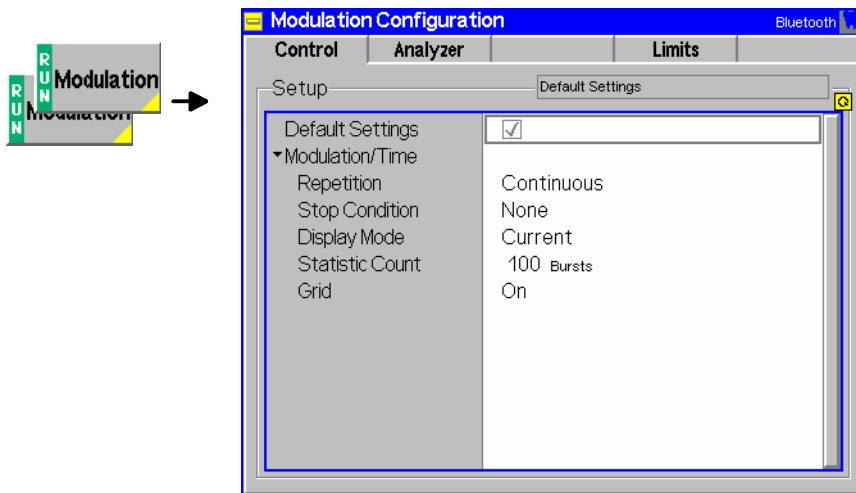 RUN Modulation
RUN Modulation
Modulation Configuration Bluetooth
Control Analyzer Limits
Setup Default Settings
Default Settings
Modulation/Time
Repetition Continuous
Stop Condition None
Display Mode Current
Statistic Count 100 Bursts
Grid On